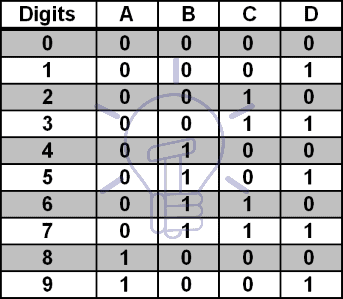 Digits A B C D
0 0 0 0 0
1 0 0 0 1
2 0 0 1 0
3 0 0 1 1
4 0 1 0 0
5 0 1 0 1
6 0 1 1 0
7 0 1 1 1
8 1 0 0 0
9 1 0 0 1